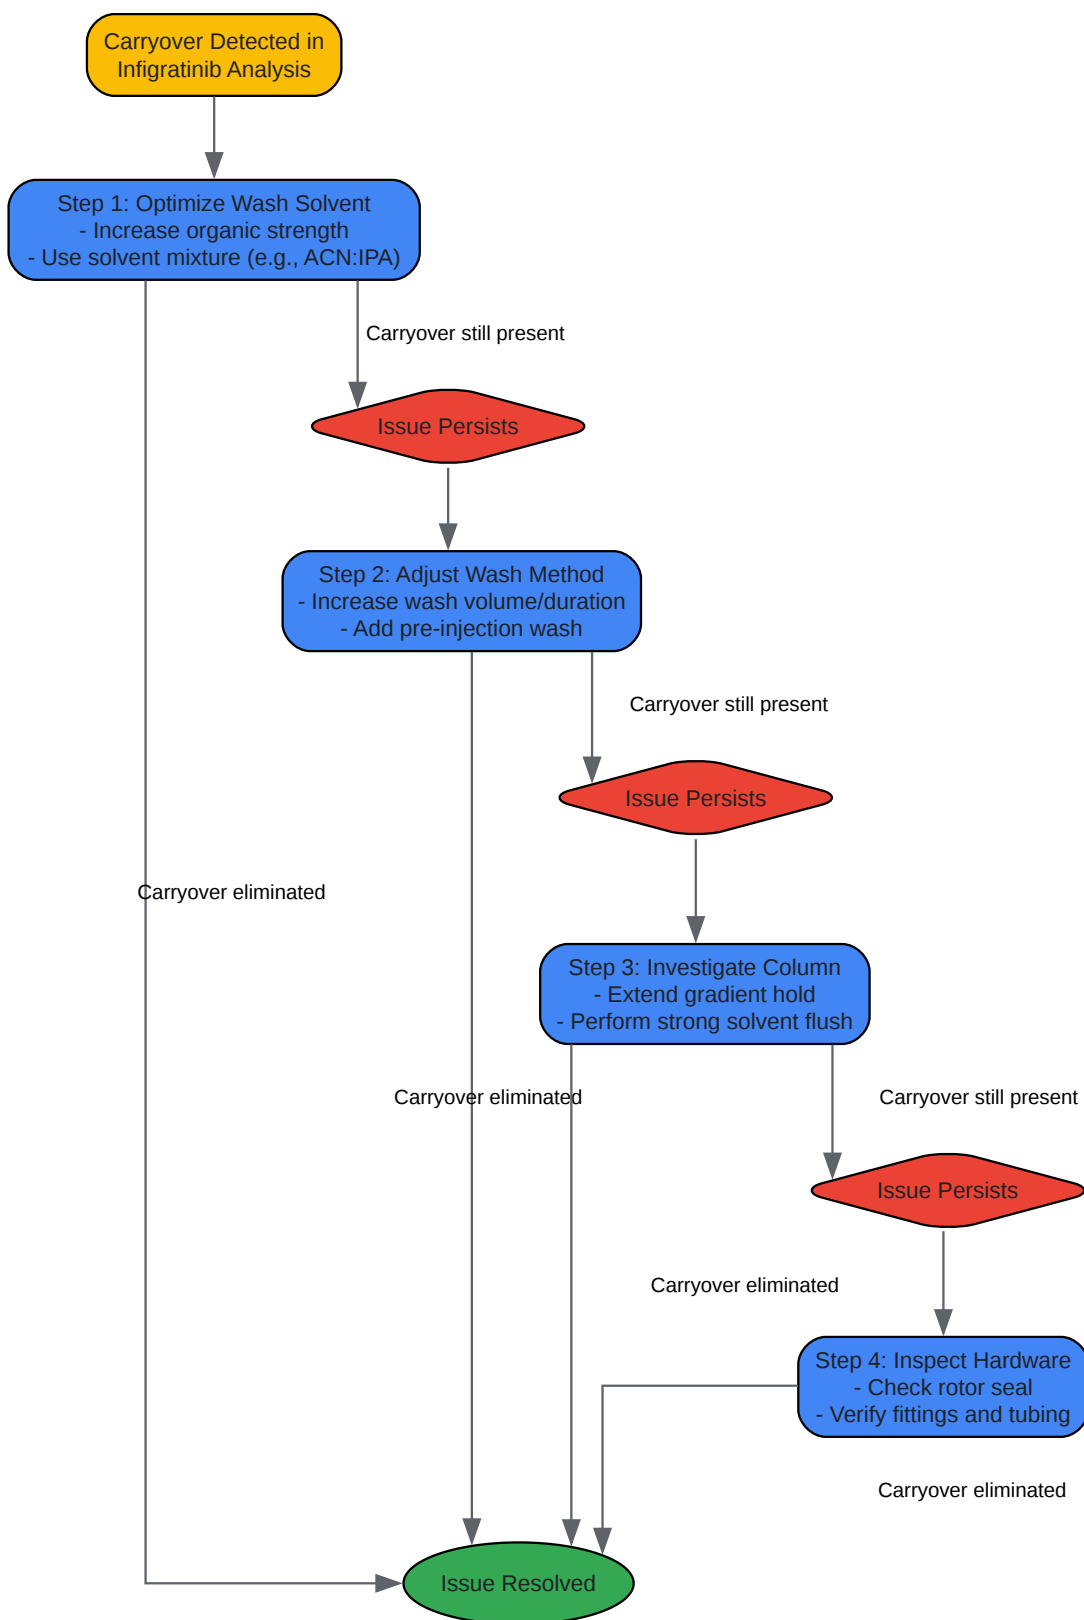 Carryover Detected in
Infigratinib Analysis
Step 1: Optimize Wash Solvent
- Increase organic strength
- Use solvent mixture (e.g., ACN:IPA)
Carryover still present
Issue Persists
Step 2: Adjust Wash Method
- Increase wash volume/duration
- Add pre-injection wash
Carryover still present
Issue Persists
Carryover eliminated
Step 3: Investigate Column
- Extend gradient hold
- Perform strong solvent flush
Carryover eliminated
Carryover still present
Issue Persists
Carryover eliminated
Step 4: Inspect Hardware
- Check rotor seal
- Verify fittings and tubing
Carryover eliminated
Issue Resolved